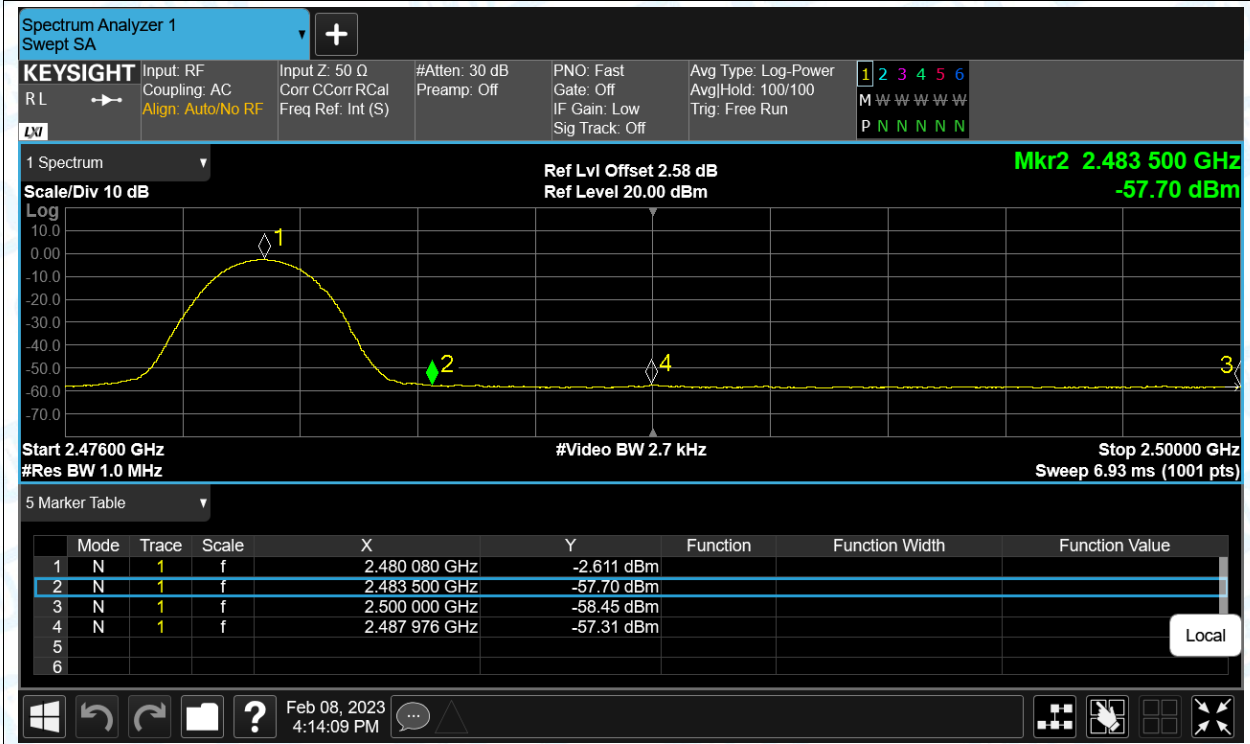 Spectrum Analyzer 1
Swept SA
+
KEYSIGHT
R L
LXI
Input: RF
Coupling: AC
Align: Auto/No RF
Input Z: 50 Ω
Corr CCorr RCal
Freq Ref: Int (S)
#Atten: 30 dB
Preamp: Off
PNO: Fast
Gate: Off
IF Gain: Low
Sig Track: Off
Avg Type: Log-Power
Avg|Hold: 100/100
Trig: Free Run
1 2 3 4 5 6
M W W W W W
P N N N N N
1 Spectrum
Scale/Div 10 dB
Ref Lvl Offset 2.58 dB
Ref Level 20.00 dBm
Mkr2 2.483 500 GHz
-57.70 dBm
Log
10.0
0.00
-10.0
-20.0
-30.0
-40.0
-50.0
-60.0
-70.0
1
2
4
3
Start 2.47600 GHz
#Res BW 1.0 MHz
#Video BW 2.7 kHz
Stop 2.50000 GHz
Sweep 6.93 ms (1001 pts)
5 Marker Table
Mode Trace Scale X Y Function Function Width Function Value
1 N 1 f 2.480 080 GHz -2.611 dBm
2 N 1 f 2.483 500 GHz -57.70 dBm
3 N 1 f 2.500 000 GHz -58.45 dBm
4 N 1 f 2.487 976 GHz -57.31 dBm
5
6
Local
?
Feb 08, 2023
4:14:09 PM